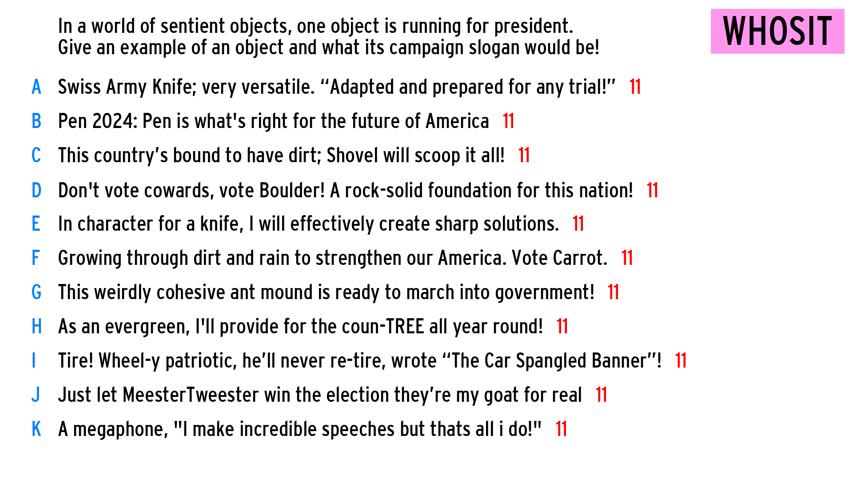 In a world of sentient objects, one object is running for president.
Give an example of an object and what its campaign slogan would be!
WHOSIT
A Swiss Army Knife; very versatile. “Adapted and prepared for any trial!” 11
B Pen 2024: Pen is what's right for the future of America 11
C This country’s bound to have dirt; Shovel will scoop it all! 11
D Don't vote cowards, vote Boulder! A rock-solid foundation for this nation! 11
E In character for a knife, I will effectively create sharp solutions. 11
F Growing through dirt and rain to strengthen our America. Vote Carrot. 11
G This weirdly cohesive ant mound is ready to march into government! 11
H As an evergreen, I'll provide for the coun-TREE all year round! 11
I Tire! Wheel-y patriotic, he’ll never re-tire, wrote “The Car Spangled Banner”! 11
J Just let MeesterTweester win the election they’re my goat for real 11
K A megaphone, "I make incredible speeches but thats all i do!" 11